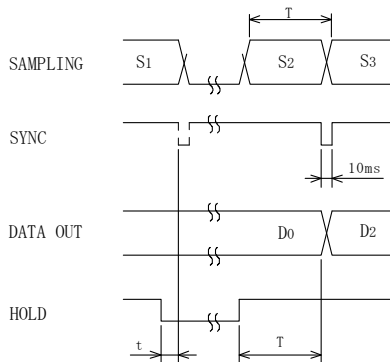 T
SAMPLING S1 S2 S3
SYNC
10ms
DATA OUT D0 D2
HOLD
t T